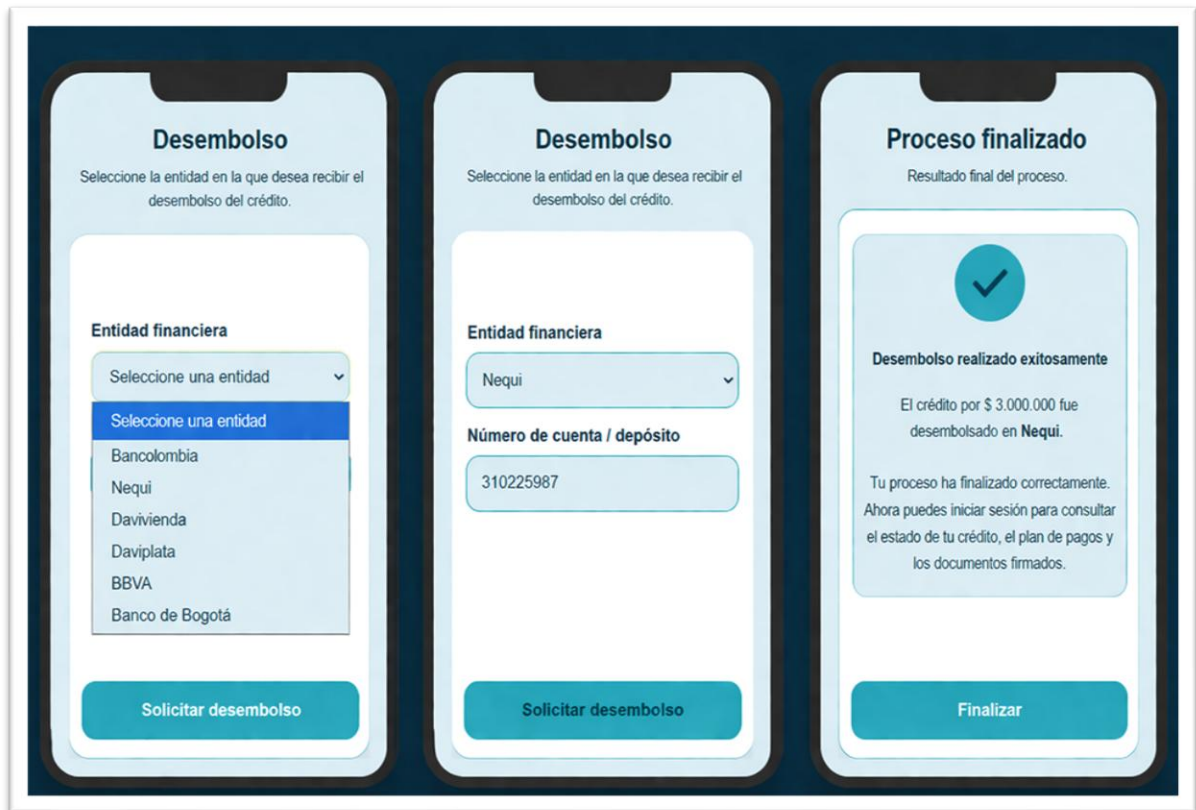 Desembolso
Seleccione la entidad en la que desea recibir el
desembolso del crédito.
Entidad financiera
Seleccione una entidad
Seleccione una entidad
Bancolombia
Nequi
Davivienda
Daviplata
BBVA
Banco de Bogotá
Solicitar desembolso
Desembolso
Seleccione la entidad en la que desea recibir el
desembolso del crédito.
Entidad financiera
Nequi
Número de cuenta / depósito
310225987
Solicitar desembolso
Proceso finalizado
Resultado final del proceso.
Desembolso realizado exitosamente
El crédito por $ 3.000.000 fue
desembolsado en Nequi.
Tu proceso ha finalizado correctamente.
Ahora puedes iniciar sesión para consultar
el estado de tu crédito, el plan de pagos y
los documentos firmados.
Finalizar